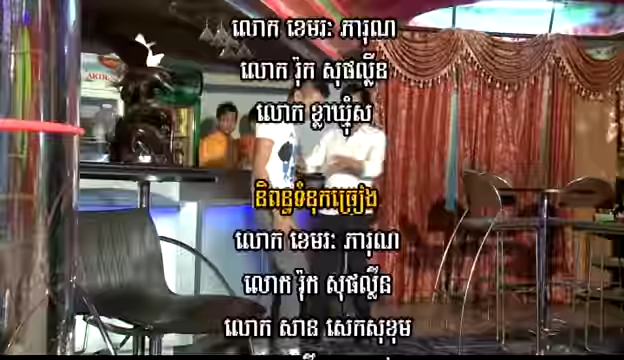 លោក ខេមរៈ ភារុណ
លោក រ៉ុក សុផល្លីន
លោក ខ្លាឃ្មុំស
និពន្ធទំនុកច្រៀង
លោក ខេមរៈ ភារុណ
លោក រ៉ុក សុផល្លីន
លោក សាន សេកសុខុម